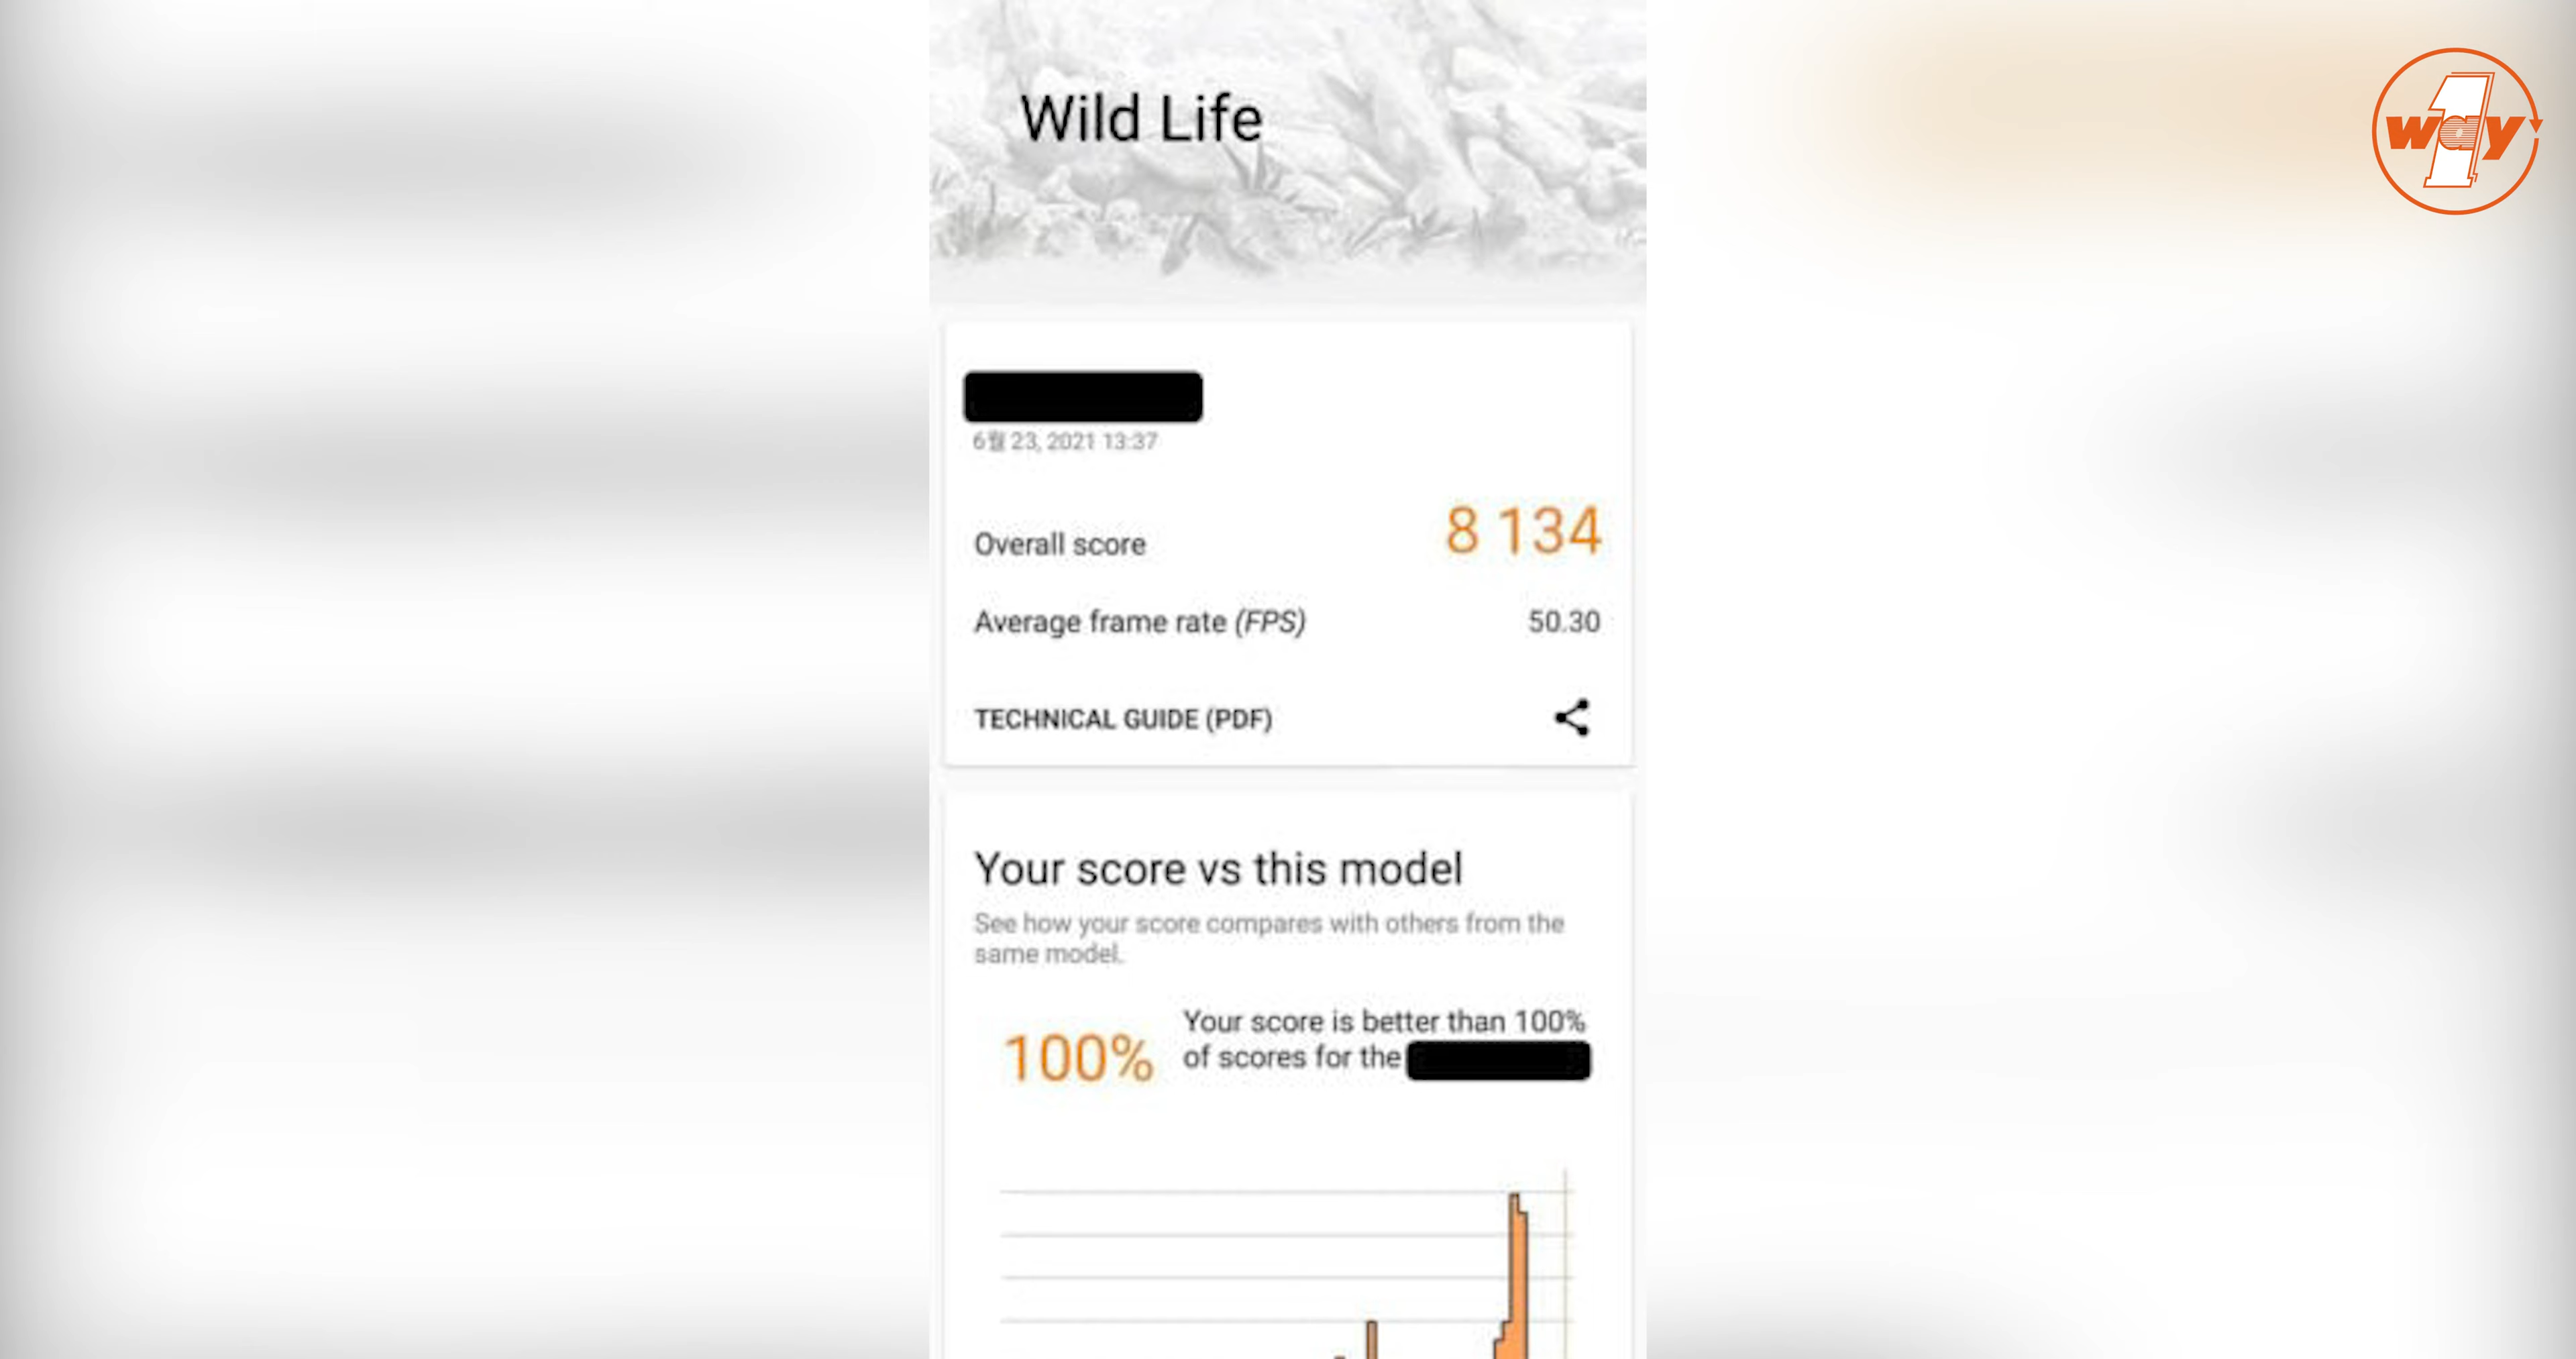 Wild Life
1
way
6월 23, 2021 13:37
Overall score
8 134
Average frame rate (FPS)
50.30
TECHNICAL GUIDE (PDF)
Your score vs this model
See how your score compares with others from the
same model.
100%
Your score is better than 100%
of scores for the